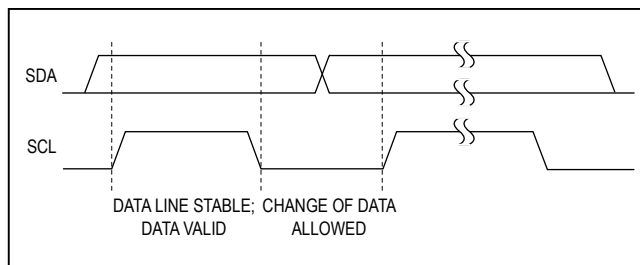 SDA
SCL
DATA LINE STABLE;
DATA VALID
CHANGE OF DATA
ALLOWED